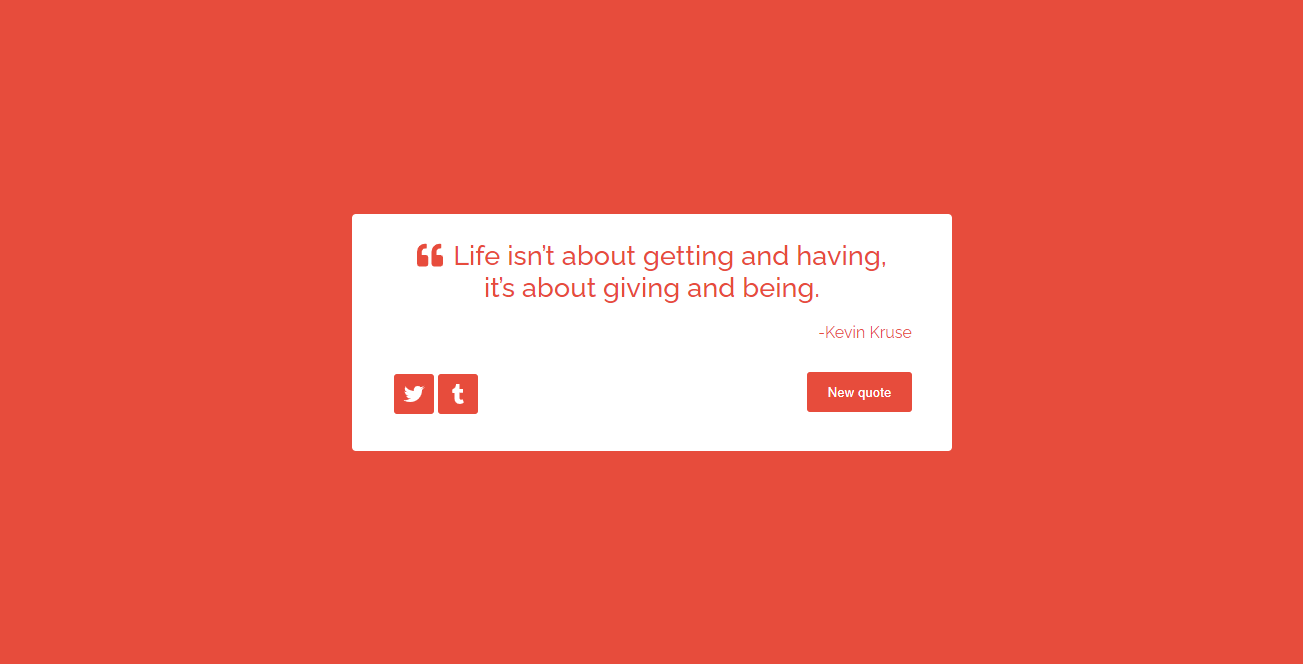 “ Life isn’t about getting and having,
it’s about giving and being.
-Kevin Kruse
New quote